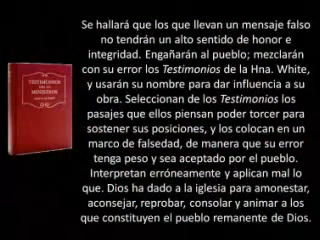 Se hallará que los que llevan un mensaje falso
no tendrán un alto sentido de honor e
integridad. Engañarán al pueblo; mezclarán
con su error los Testimonios de la Hna. White,
y usarán su nombre para dar influencia a su
obra. Seleccionan de los Testimonios los
pasajes que ellos piensan poder torcer para
sostener sus posiciones, y los colocan en un
marco de falsedad, de manera que su error
tenga peso y sea aceptado por el pueblo.
Interpretan erróneamente y aplican mal lo
que. Dios ha dado a la iglesia para amonestar,
aconsejar, reprobar, consolar y animar a los
que constituyen el pueblo remanente de Dios.
TESTIMONIOS
PARA LOS
MINISTROS